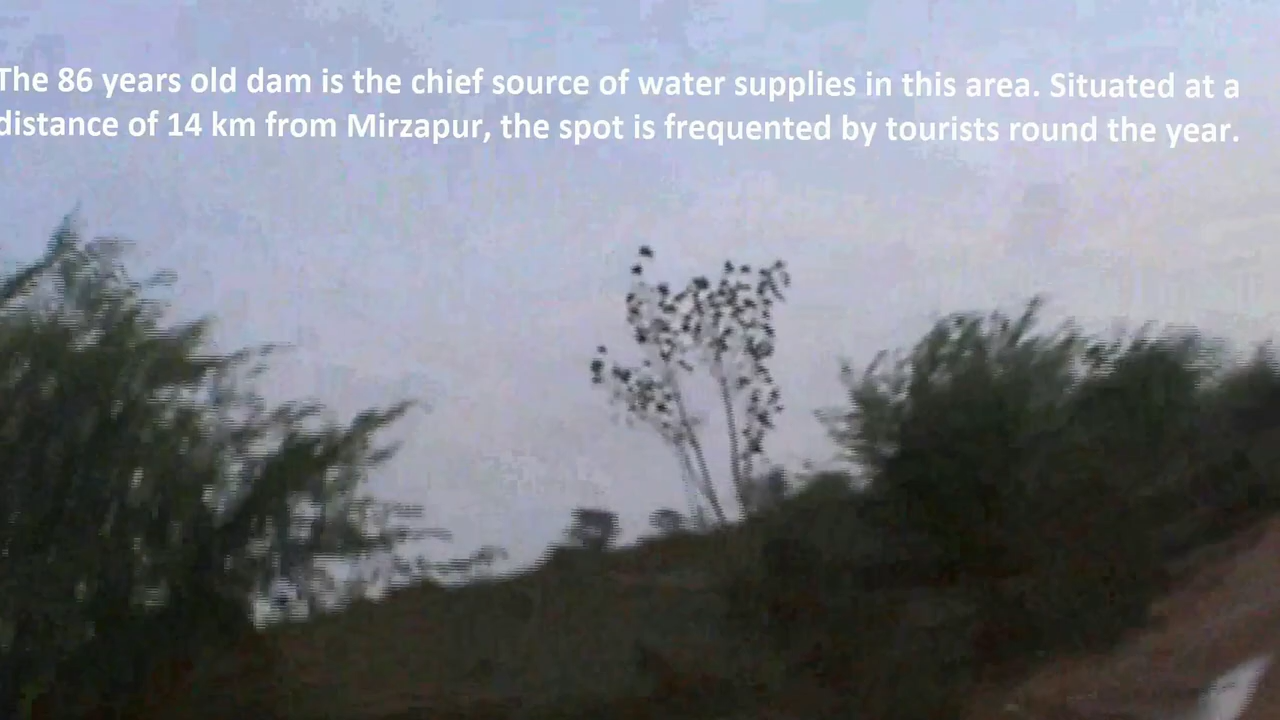 The 86 years old dam is the chief source of water supplies in this area. Situated at a
distance of 14 km from Mirzapur, the spot is frequented by tourists round the year.